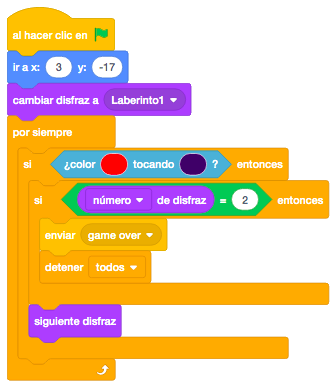 al hacer clic en
ir a x: 3 y: -17
cambiar disfraz a Laberinto1
por siempre
si ¿color tocando ? entonces
si número de disfraz = 2 entonces
enviar game over
detener todos
siguiente disfraz